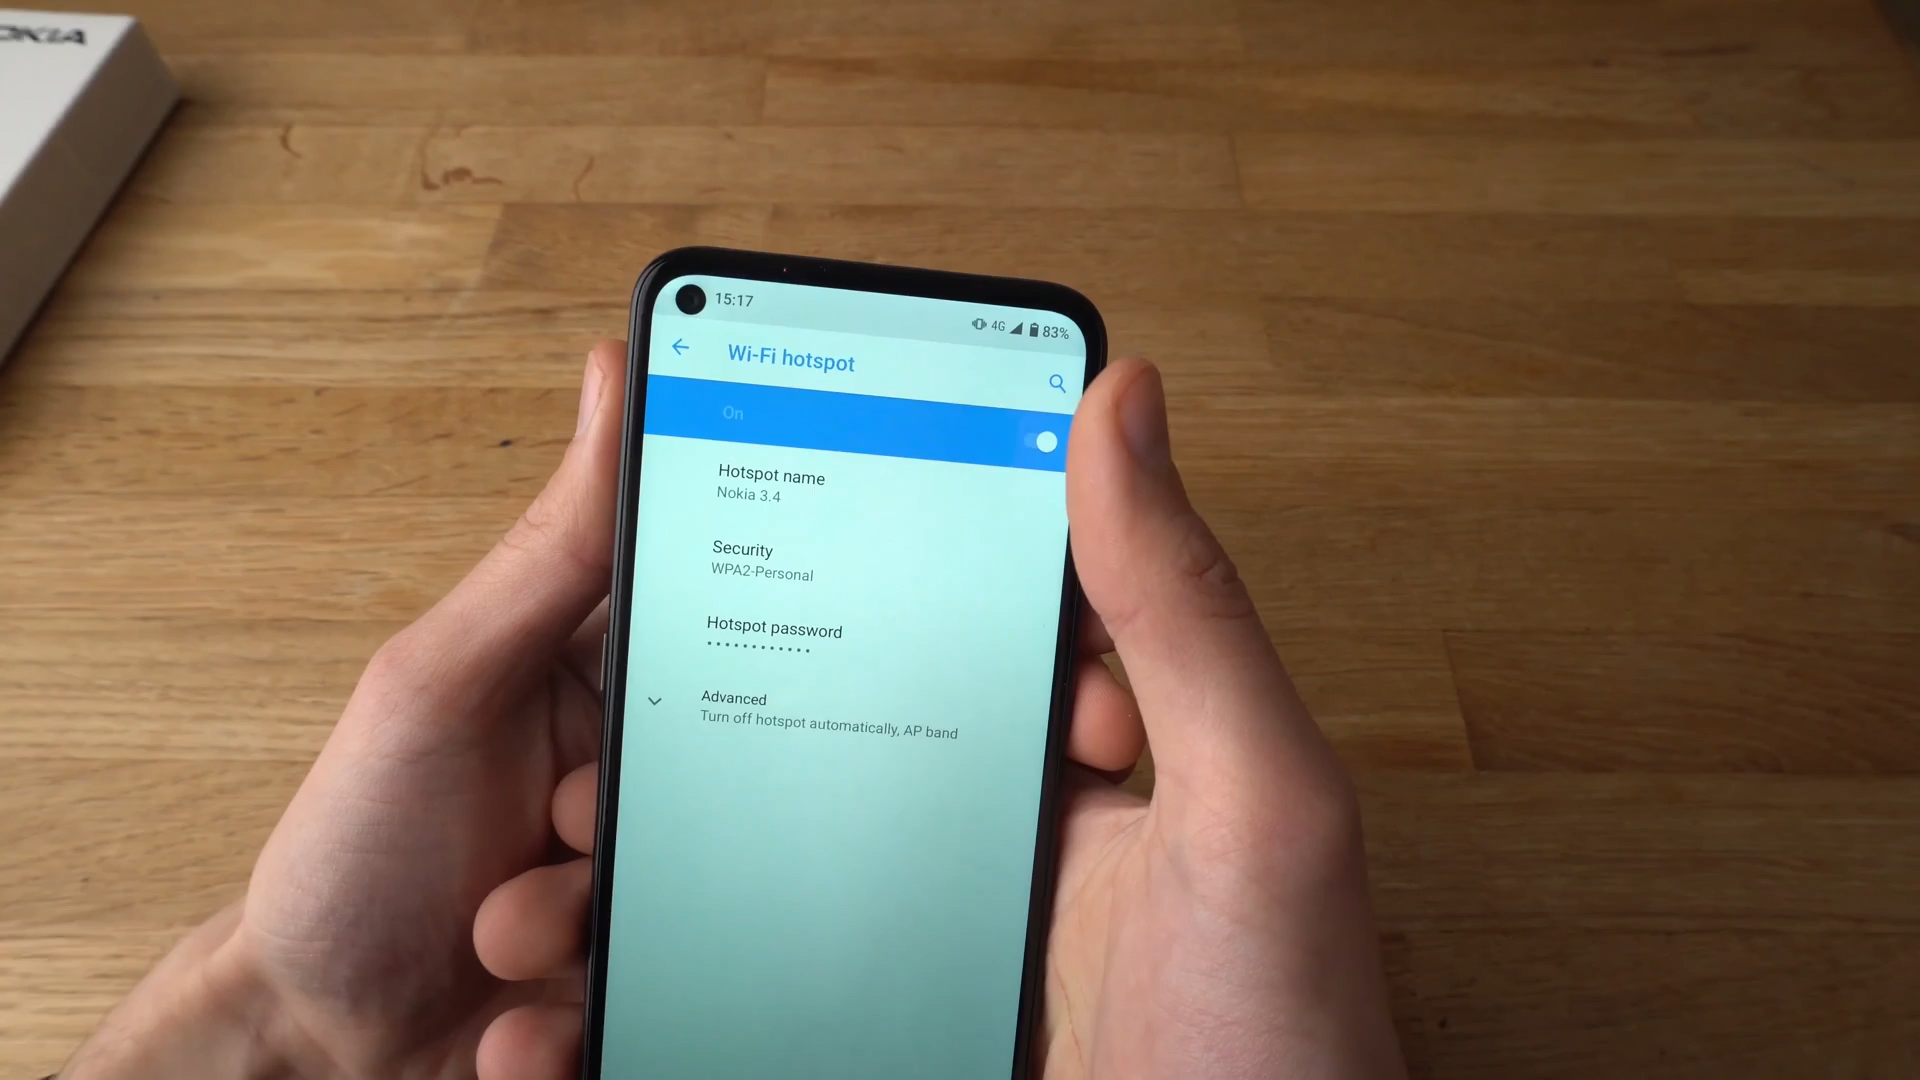 NOKIA
15:17
4G 83%
Wi-Fi hotspot
On
Hotspot name
Nokia 3.4
Security
WPA2-Personal
Hotspot password
••••••••••••
Advanced
Turn off hotspot automatically, AP band